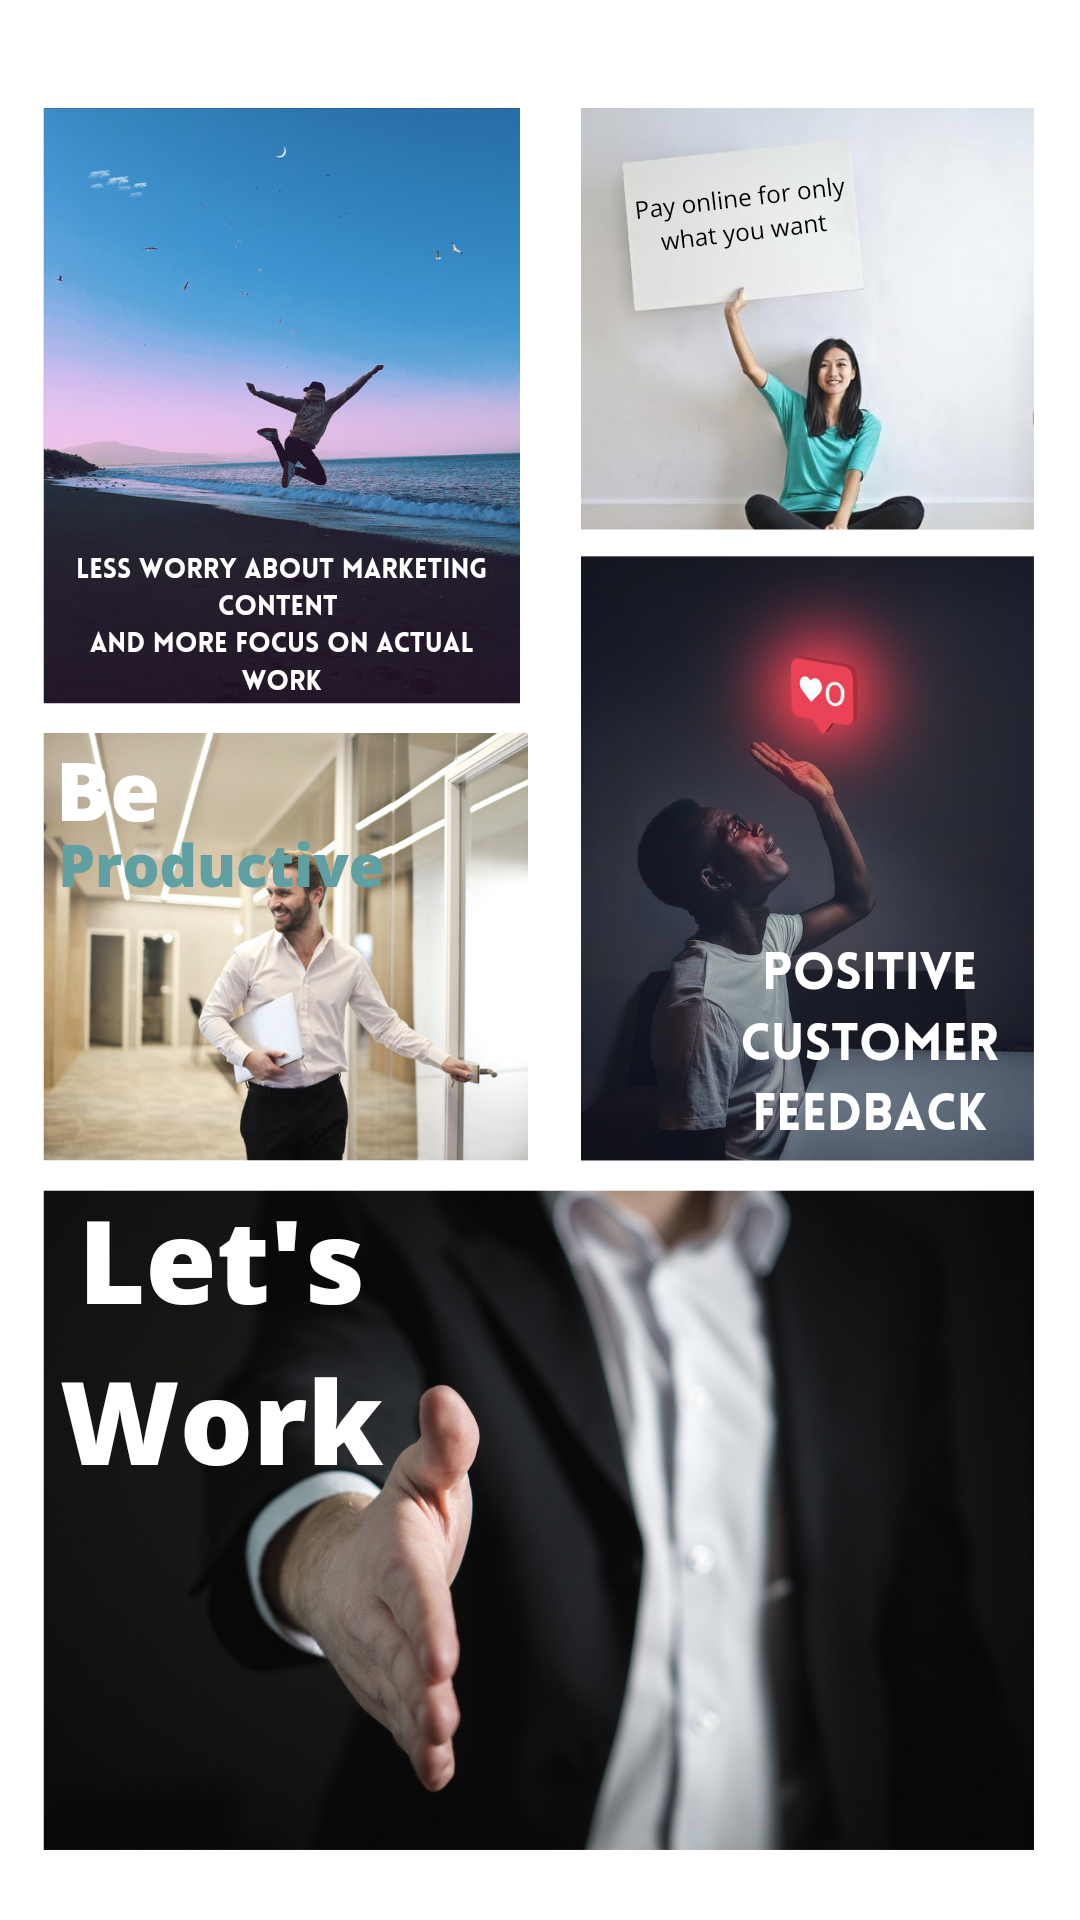 LESS WORRY ABOUT MARKETING
CONTENT
AND MORE FOCUS ON ACTUAL
WORK
Pay online for only
what you want
0
Be
Productive
POSITIVE
CUSTOMER
FEEDBACK
Let's
Work